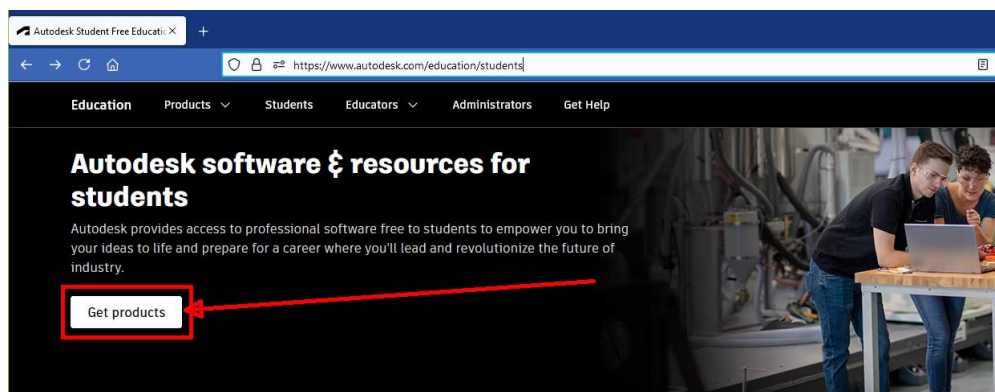 Autodesk Student Free Educatic
https://www.autodesk.com/education/students
Education Products Students Educators Administrators Get Help
Autodesk software & resources for
students
Autodesk provides access to professional software free to students to empower you to bring
your ideas to life and prepare for a career where you'll lead and revolutionize the future of
industry.
Get products